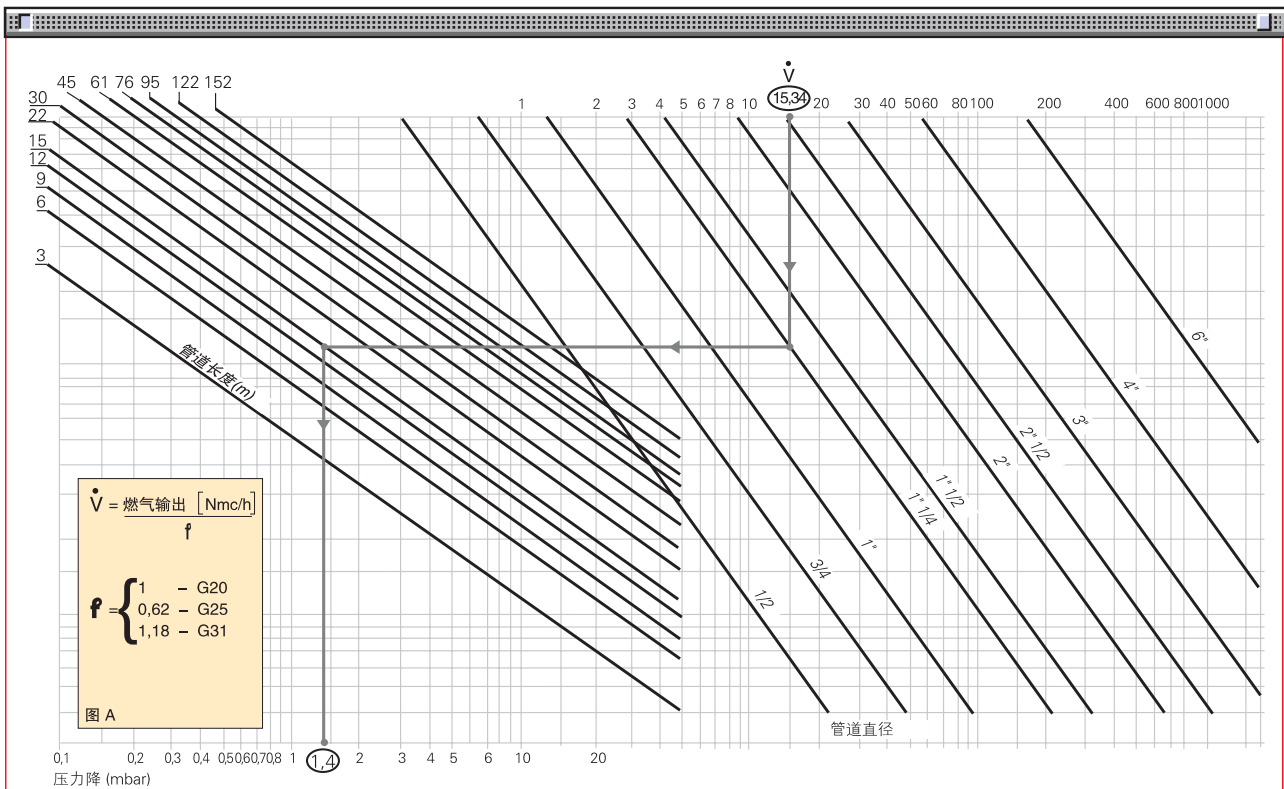 45 61 76 95 122 152
30
22
15
12
9
6
3
V
1 2 3 4 5 6 7 8 10 15,34 20 30 40 50 60 80 100 200 400 600 800 1000
管道长度(m)
6"
4"
3"
2" 1/2
2"
1" 1/2
1" 1/4
1"
3/4
1/2
V = 燃气输出 [Nmc/h]
f
f = { 1 – G20
0,62 – G25
1,18 – G31
图 A
管道直径
0,1 0,2 0,3 0,4 0,5 0,6 0,7 0,8 1 1,4 2 3 4 5 6 10 20
压力降 (mbar)